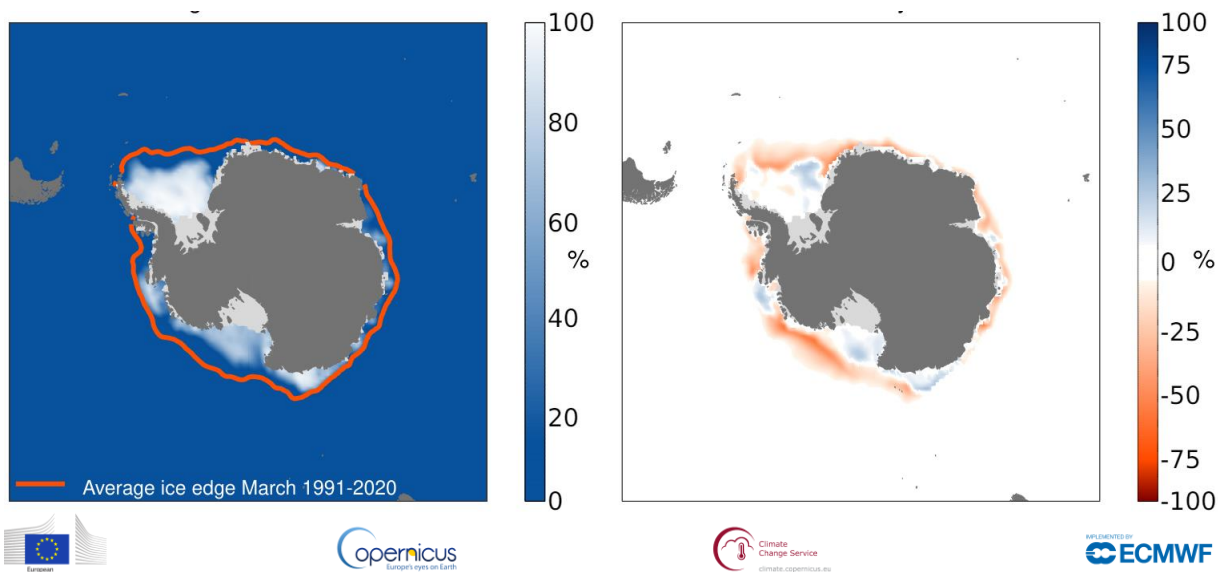 100
80
60
%
40
20
0
Average ice edge March 1991-2020
100
75
50
25
0
%
-25
-50
-75
-100
European
opernicus
Europe's eyes on Earth
Climate
Change Service
climate.copernicus.eu
IMPLEMENTED BY
ECMWF